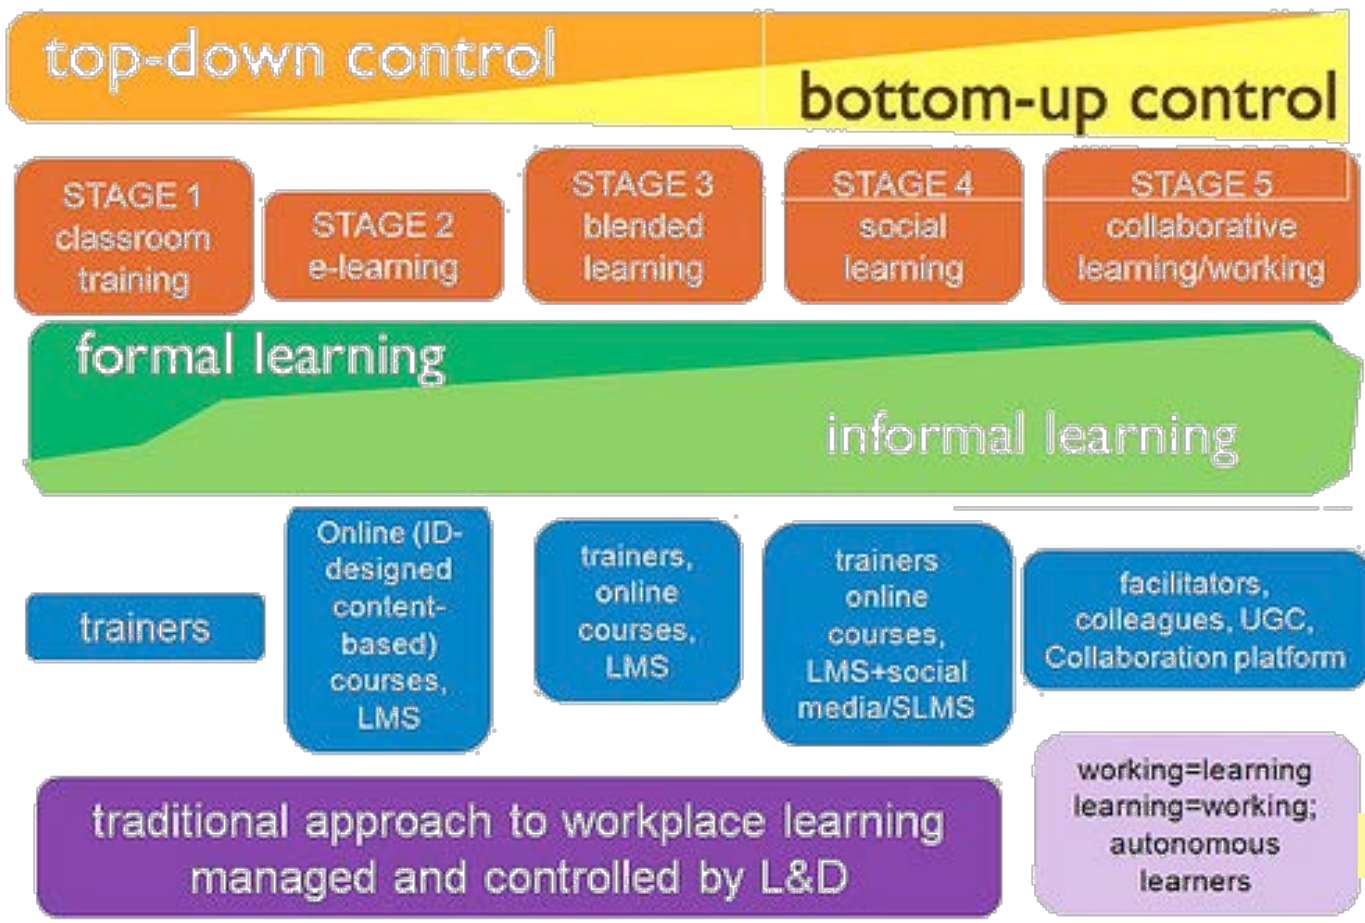 top-down control
bottom-up control
STAGE 1
classroom
training
STAGE 2
e-learning
STAGE 3
blended
learning
STAGE 4
social
learning
STAGE 5
collaborative
learning/working
formal learning
informal learning
trainers
Online (ID-
designed
content-
based)
courses,
LMS
trainers,
online
courses,
LMS
trainers
online
courses,
LMS+social
media/SLMS
facilitators,
colleagues, UGC,
Collaboration platform
traditional approach to workplace learning
managed and controlled by L&D
working=learning
learning=working;
autonomous
learners